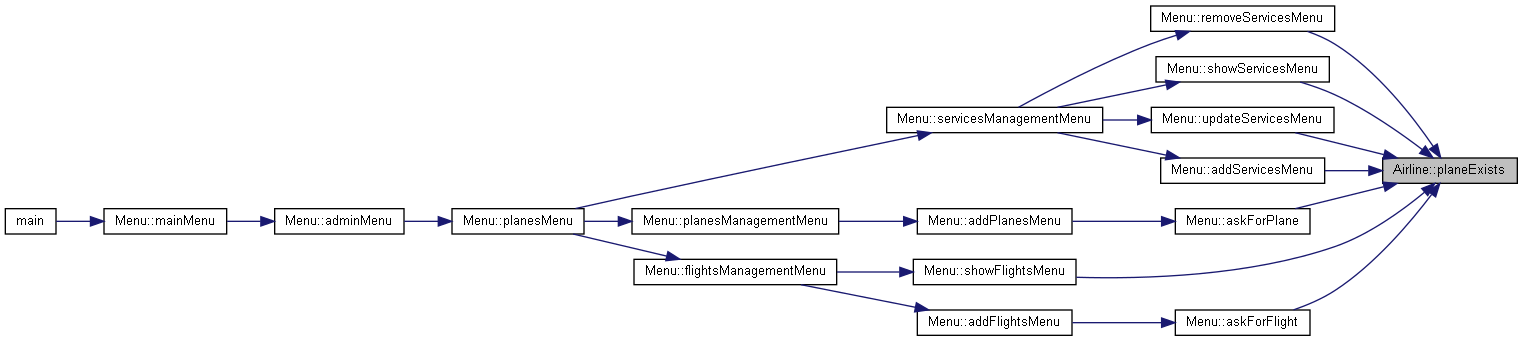 Menu::removeServicesMenu
Menu::showServicesMenu
Menu::servicesManagementMenu
Menu::updateServicesMenu
Menu::addServicesMenu
Airline::planeExists
main
Menu::mainMenu
Menu::adminMenu
Menu::planesMenu
Menu::planesManagementMenu
Menu::addPlanesMenu
Menu::askForPlane
Menu::flightsManagementMenu
Menu::showFlightsMenu
Menu::addFlightsMenu
Menu::askForFlight